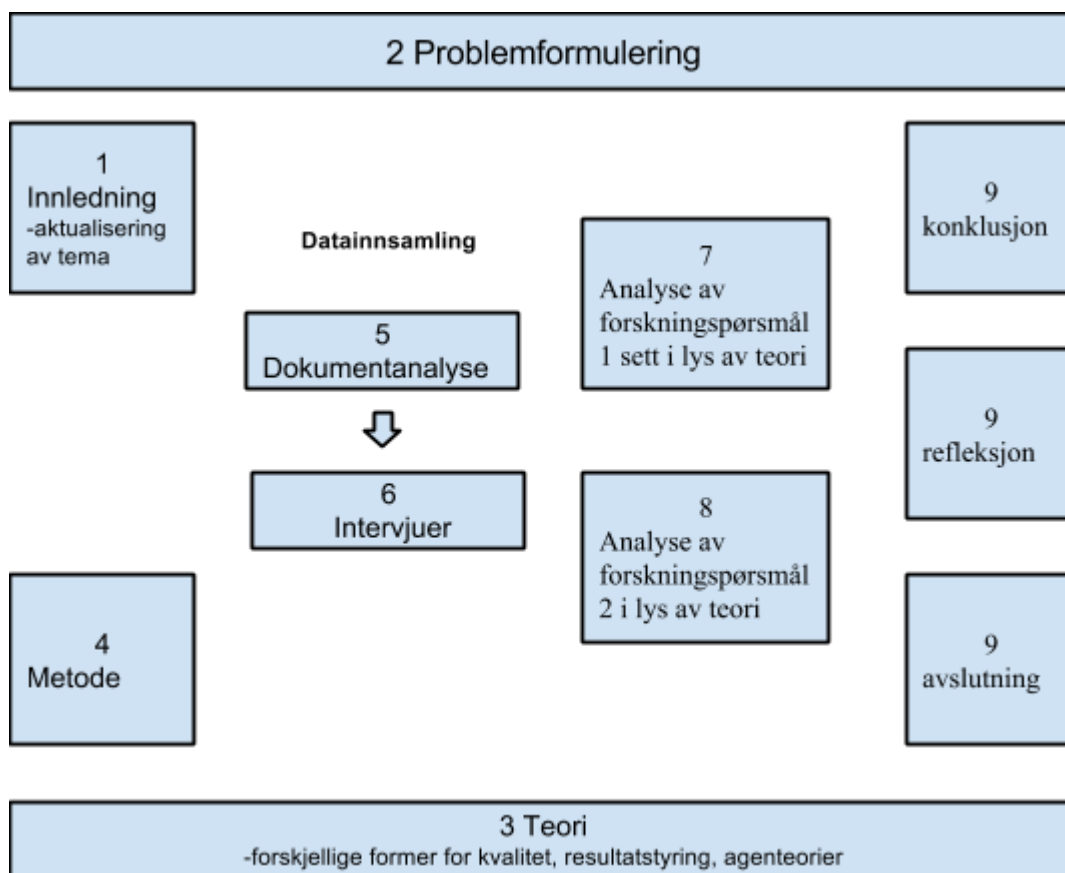 2 Problemformulering
1
Innledning
-aktualisering
av tema
Datainnsamling
5
Dokumentanalyse
6
Intervjuer
4
Metode
7
Analyse av
forskningspørsmål
1 sett i lys av teori
8
Analyse av
forskningspørsmål
2 i lys av teori
9
konklusjon
9
refleksjon
9
avslutning
3 Teori
-forskjellige former for kvalitet, resultatstyring, agenteorier